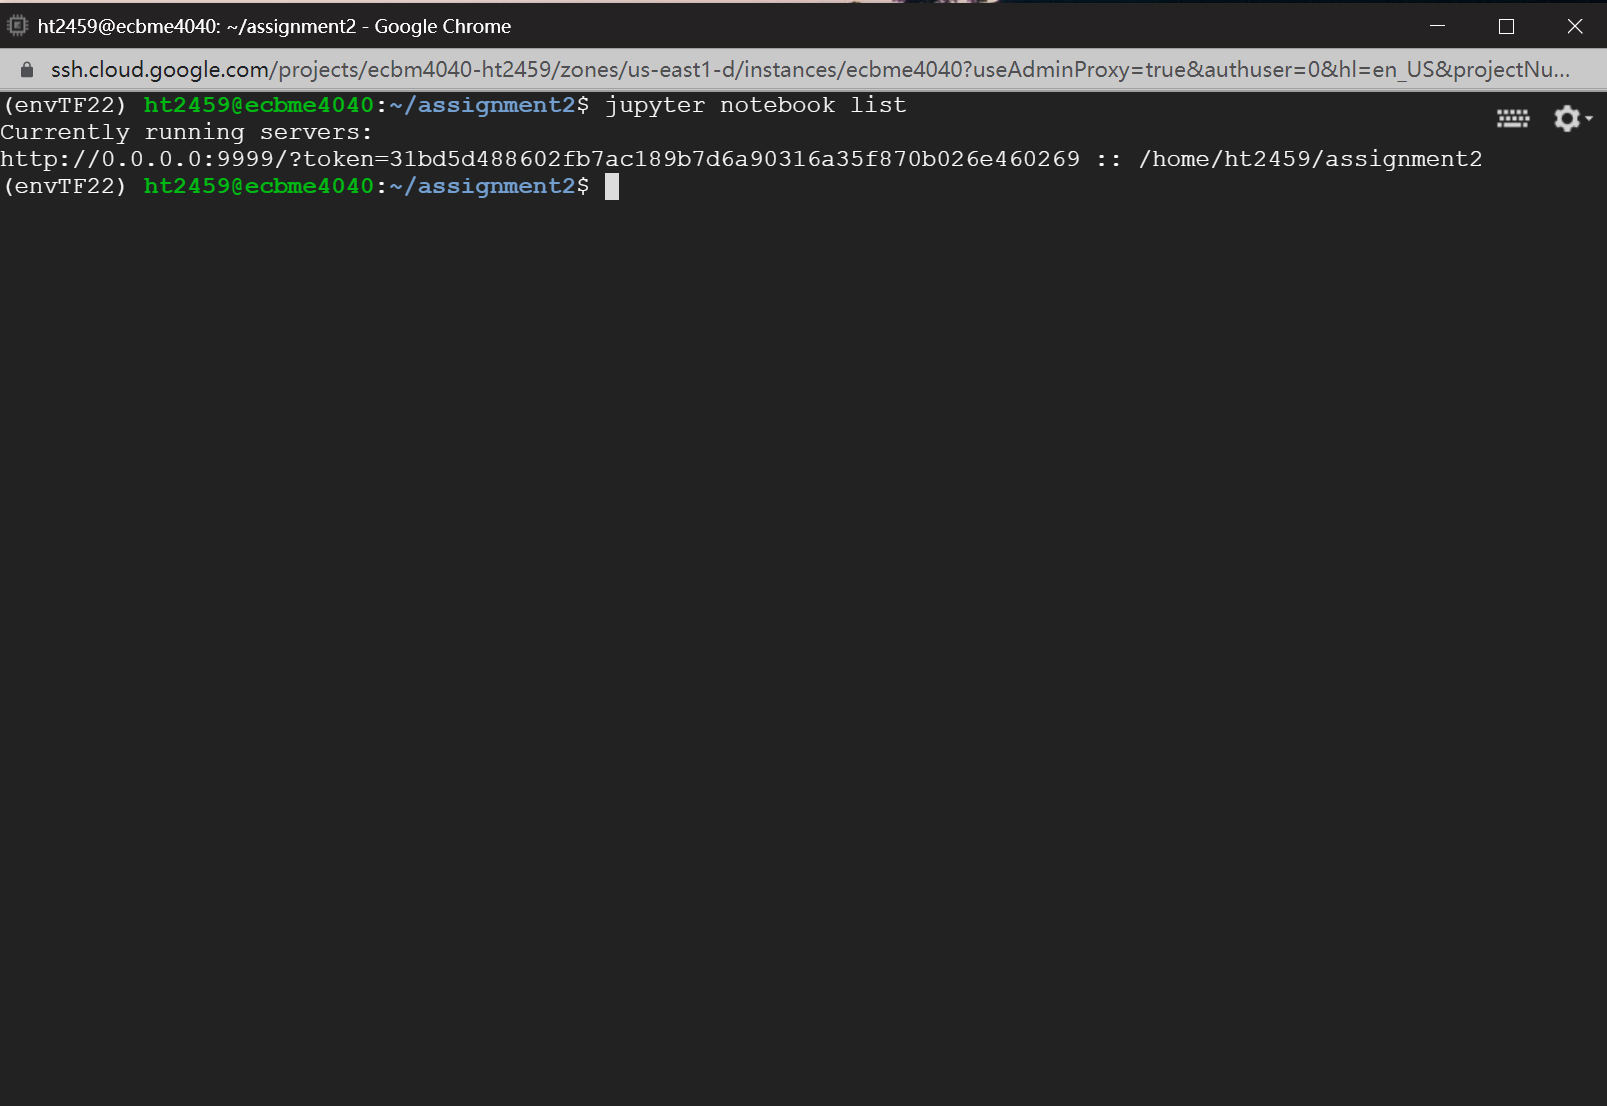 ht2459@ecbme4040: ~/assignment2 - Google Chrome
ssh.cloud.google.com/projects/ecbm4040-ht2459/zones/us-east1-d/instances/ecbme4040?useAdminProxy=true&authuser=0&hl=en_US&projectNu...
(envTF22) ht2459@ecbme4040:~/assignment2$ jupyter notebook list
Currently running servers:
http://0.0.0.0:9999/?token=31bd5d488602fb7ac189b7d6a90316a35f870b026e460269 :: /home/ht2459/assignment2
(envTF22) ht2459@ecbme4040:~/assignment2$